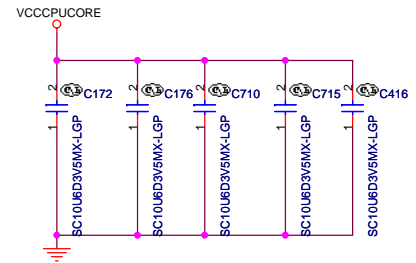 VCCCPUCORE
2 C172 2 C176 2 C710 2 C715 2 C416
1 1 1 1 1
SC10U6D3V5MX-LGP SC10U6D3V5MX-LGP SC10U6D3V5MX-LGP SC10U6D3V5MX-LGP SC10U6D3V5MX-LGP